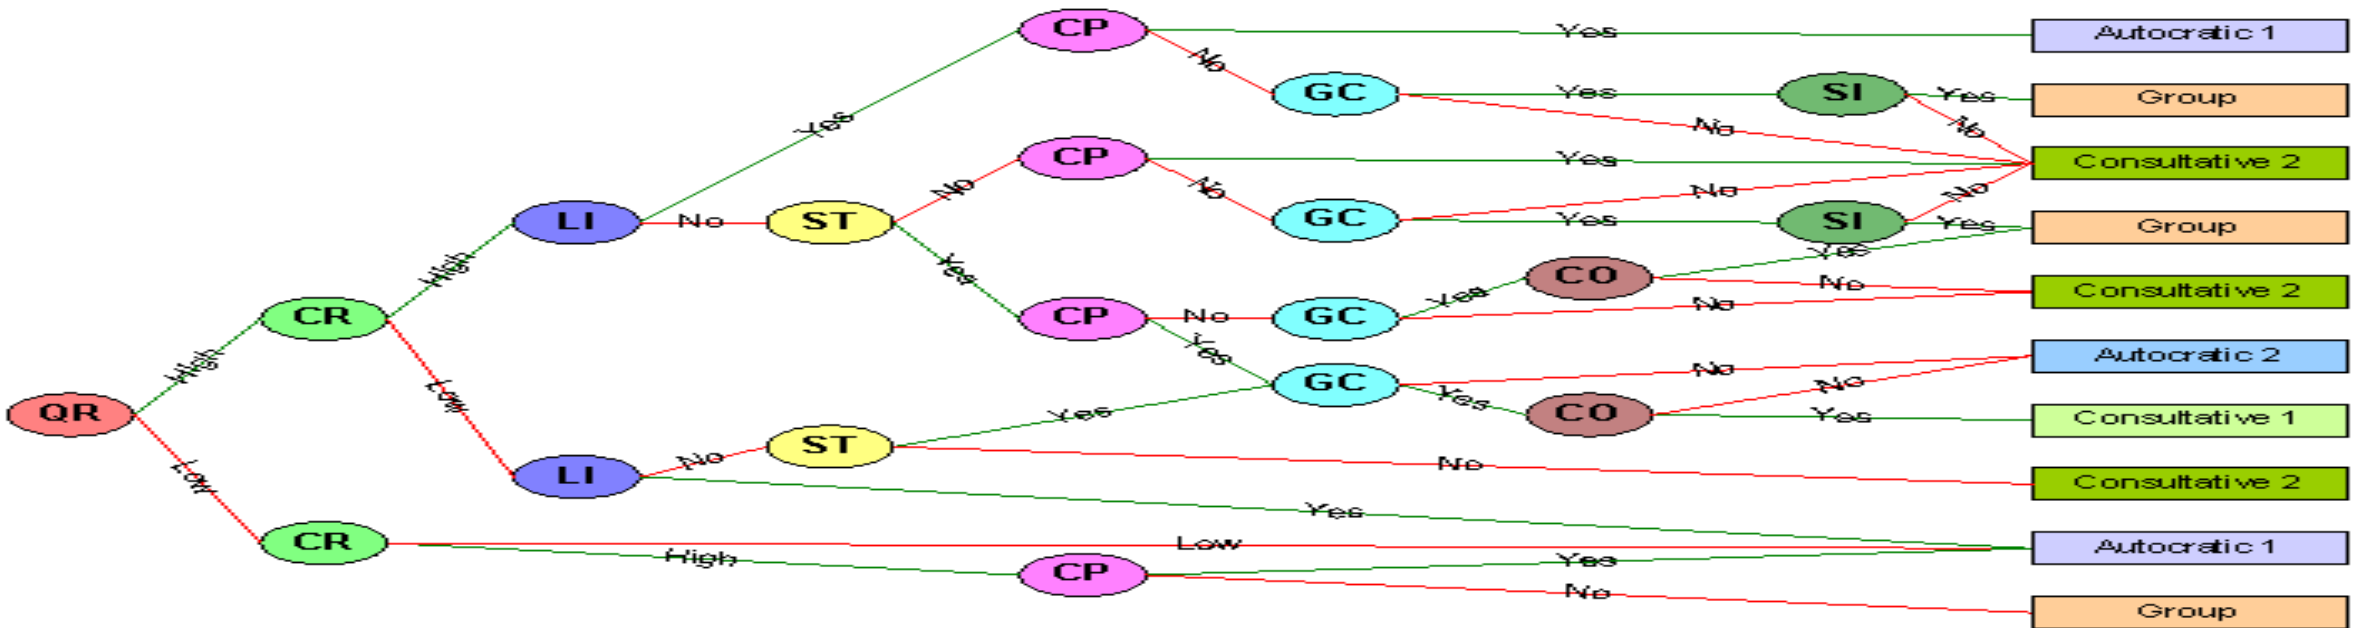 CP Yes Autocratic 1
No
GC Yes SI Yes Group
Yes No No
CP Yes Consultative 2
No No No No
LI No ST GC Yes SI Yes Group
Yes
High Yes CO No
Yes No Consultative 2
CR CP No GC
High Yes No Autocratic 2
Low GC Yes No
QR Yes CO Yes Consultative 1
ST
No No
Low LI Consultative 2
Yes
CR Low Autocratic 1
High CP Yes
No Group